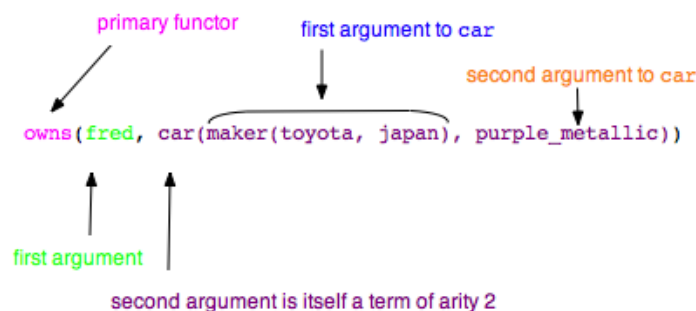 primary functor
first argument to car
second argument to car
owns(fred, car(maker(toyota, japan), purple_metallic))
first argument
second argument is itself a term of arity 2